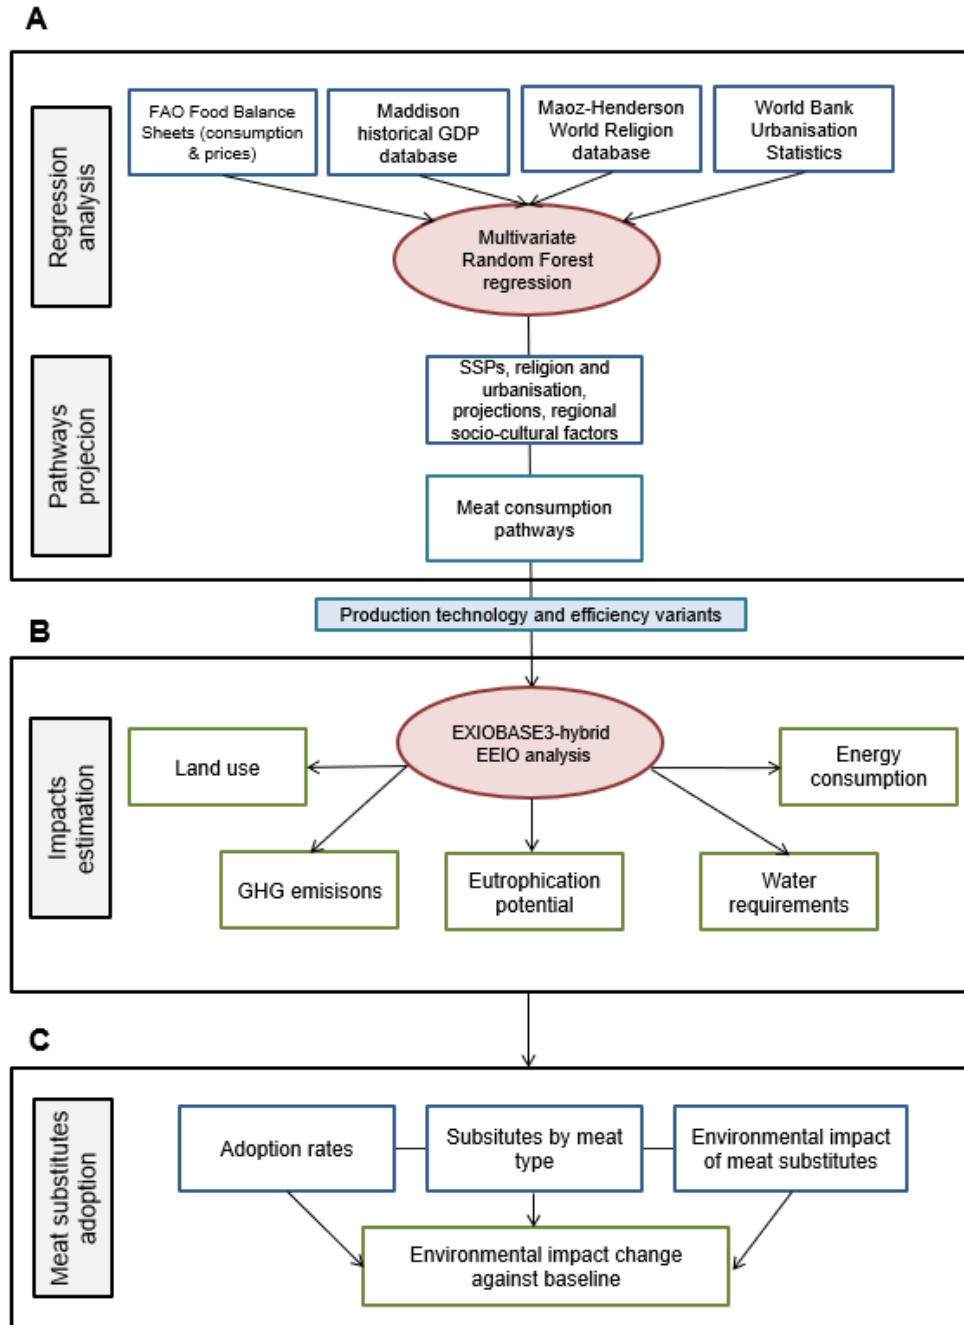 A
Regression
analysis
FAO Food Balance
Sheets (consumption
& prices)
Maddison
historical GDP
database
Maoz-Henderson
World Religion
database
World Bank
Urbanisation
Statistics
Multivariate
Random Forest
regression
Pathways
projecion
SSPs, religion and
urbanisation,
projections, regional
socio-cultural factors
Meat consumption
pathways
Production technology and efficiency variants
B
Impacts
estimation
EXIOBASE3-hybrid
EEIO analysis
Land use
Energy
consumption
GHG emisisons
Eutrophication
potential
Water
requirements
C
Meat substitutes
adoption
Adoption rates
Subsitutes by meat
type
Environmental impact
of meat substitutes
Environmental impact change
against baseline